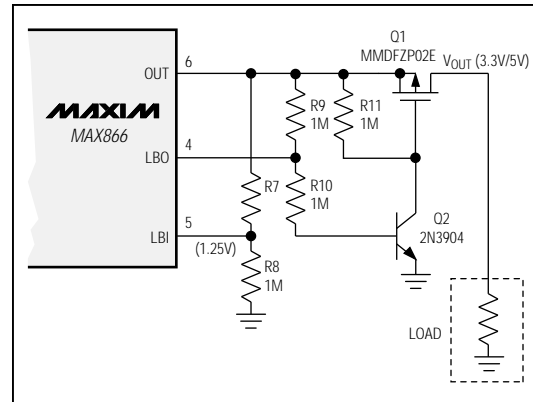 Q1
MMDFZP02E
V_OUT (3.3V/5V)
6
OUT
MAXIM
MAX866
R9
1M
R11
1M
4
LBO
R7
R10
1M
Q2
2N3904
5
LBI
(1.25V)
R8
1M
LOAD